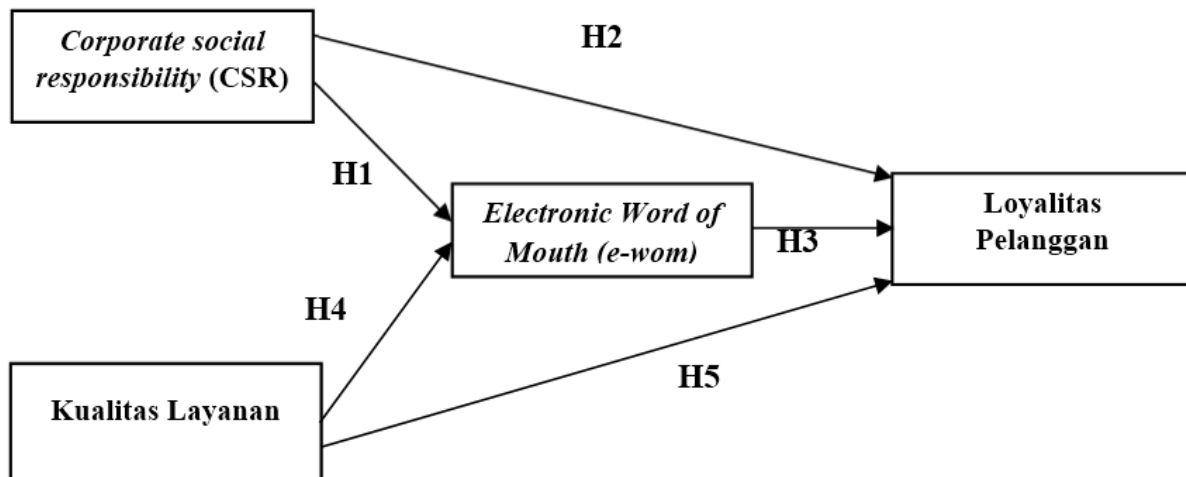 Corporate social
responsibility (CSR)
H2
H1
Electronic Word of
Mouth (e-wom)
H3
Loyalitas
Pelanggan
H4
H5
Kualitas Layanan